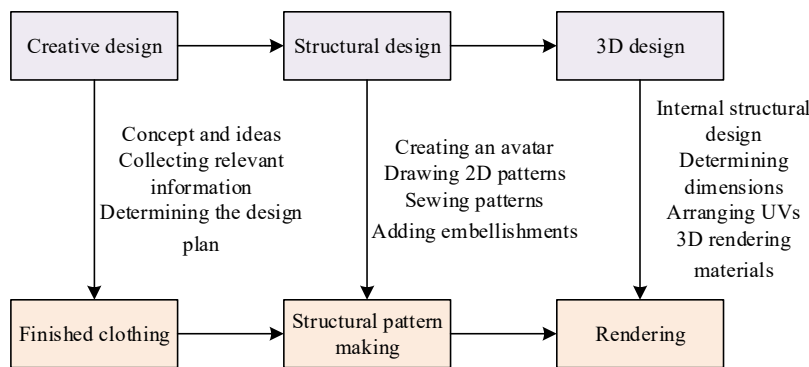 Creative design
Structural design
3D design
Concept and ideas
Collecting relevant
information
Determining the design
plan
Creating an avatar
Drawing 2D patterns
Sewing patterns
Adding embellishments
Internal structural
design
Determining
dimensions
Arranging UVs
3D rendering
materials
Finished clothing
Structural pattern
making
Rendering